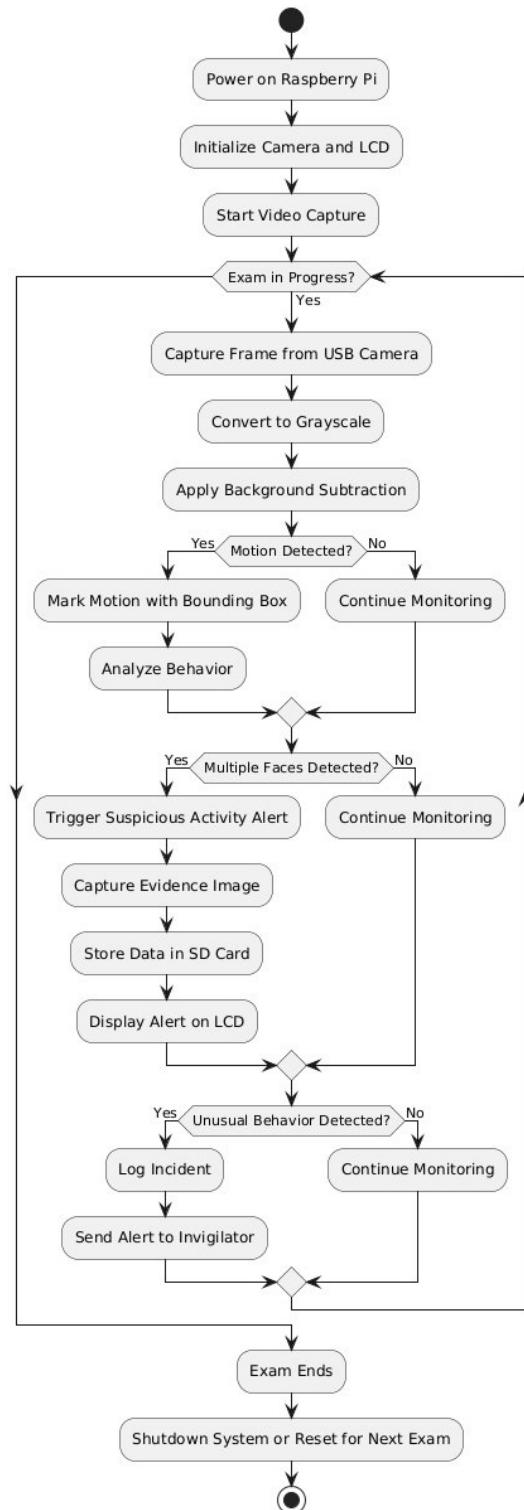 Power on Raspberry Pi
Initialize Camera and LCD
Start Video Capture
Exam in Progress?
Yes
Capture Frame from USB Camera
Convert to Grayscale
Apply Background Subtraction
Yes
Motion Detected?
No
Mark Motion with Bounding Box
Continue Monitoring
Analyze Behavior
Yes
Multiple Faces Detected?
No
Trigger Suspicious Activity Alert
Continue Monitoring
Capture Evidence Image
Store Data in SD Card
Display Alert on LCD
Yes
Unusual Behavior Detected?
No
Log Incident
Continue Monitoring
Send Alert to Invigilator
Exam Ends
Shutdown System or Reset for Next Exam